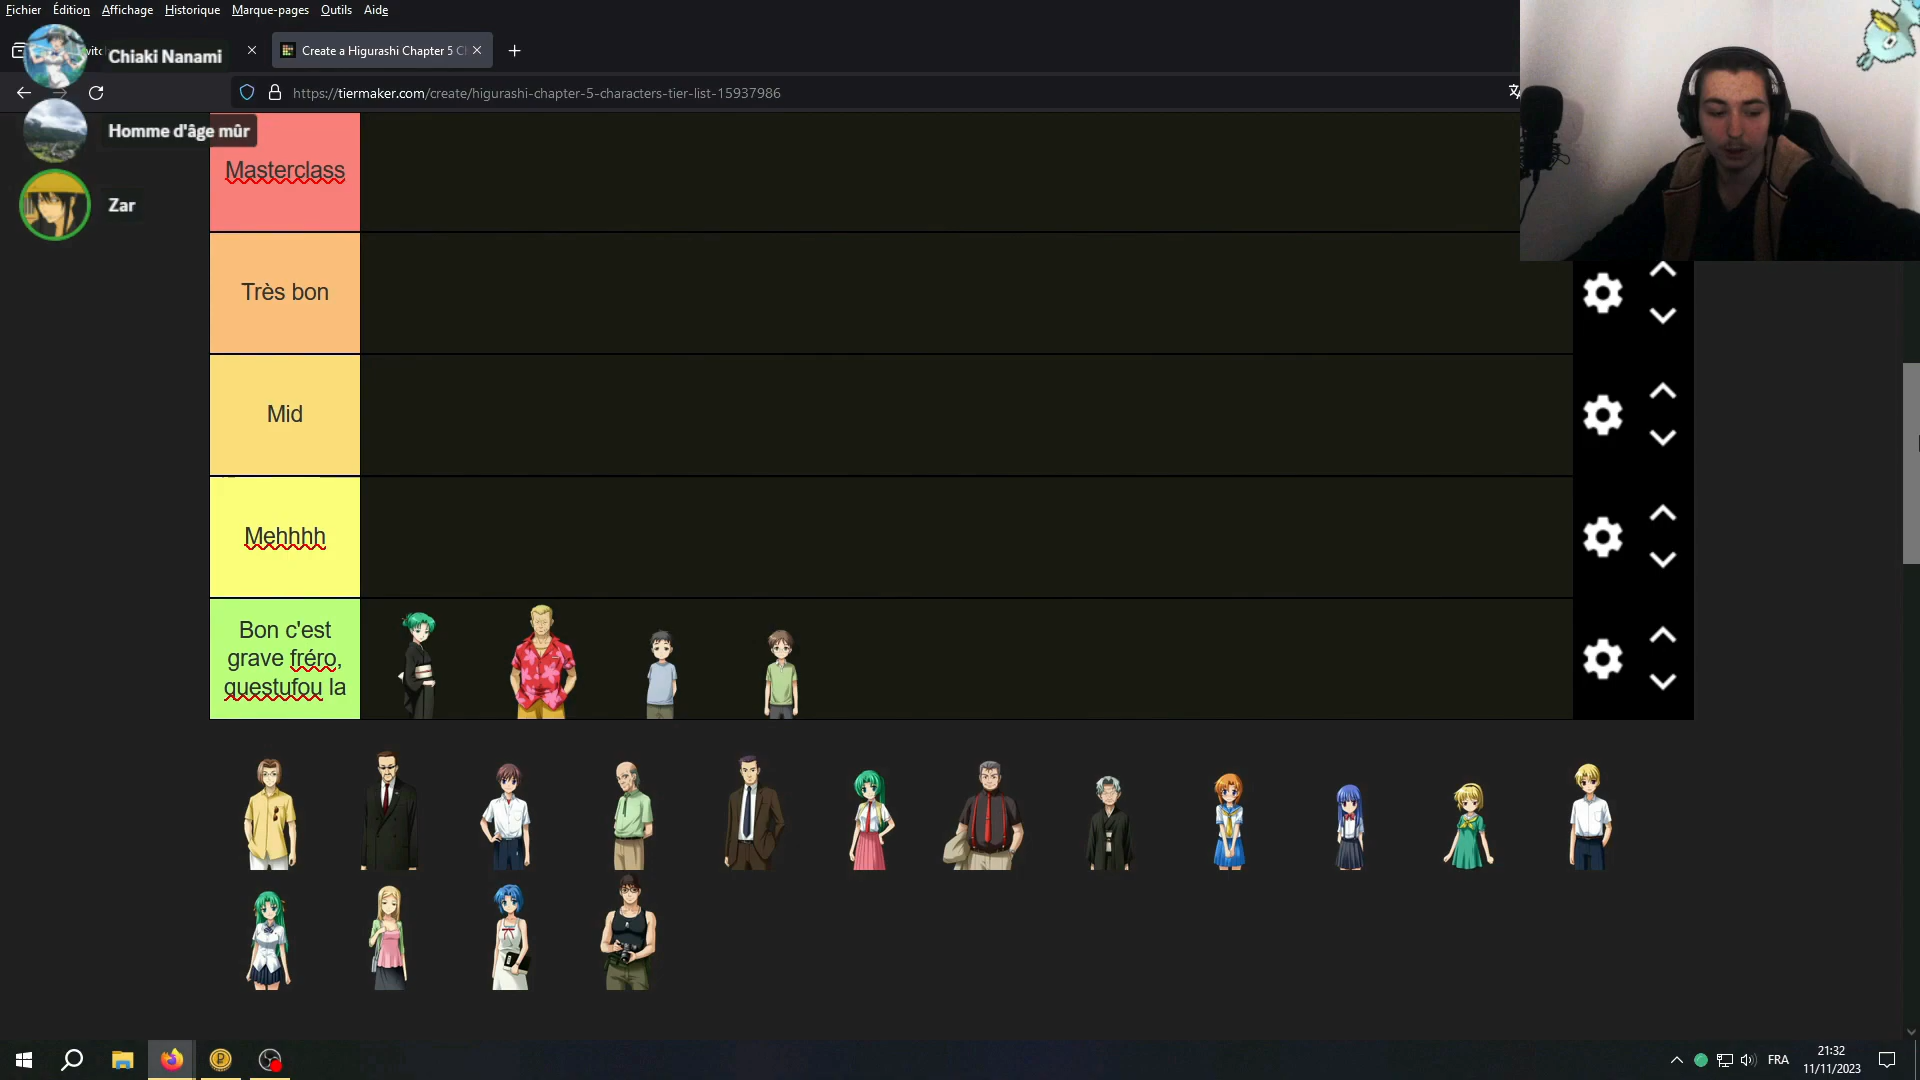 Fichier Édition Affichage Historique Marque-pages Outils Aide
Chiaki Nanami
Create a Higurashi Chapter 5 C
https://tiermaker.com/create/higurashi-chapter-5-characters-tier-list-15937986
Homme d'âge mûr
Zar
Masterclass
Très bon
Mid
Mehhhh
Bon c'est
grave fréro,
questufou la
FRA
21:32
11/11/2023